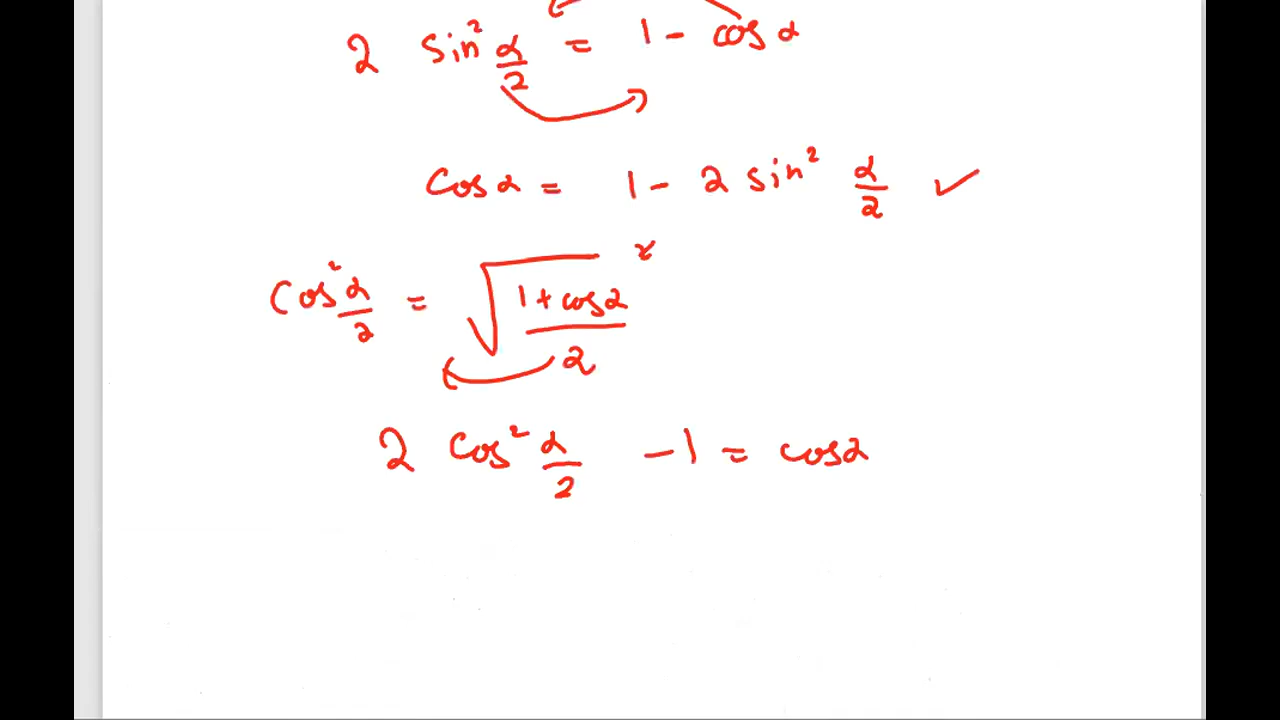 2 sin² α/2 = 1 - cos α
cos α = 1 - 2 sin² α/2 ✓
cos² α/2 = √(1 + cos α)/2 ²
2 cos² α/2 - 1 = cos α